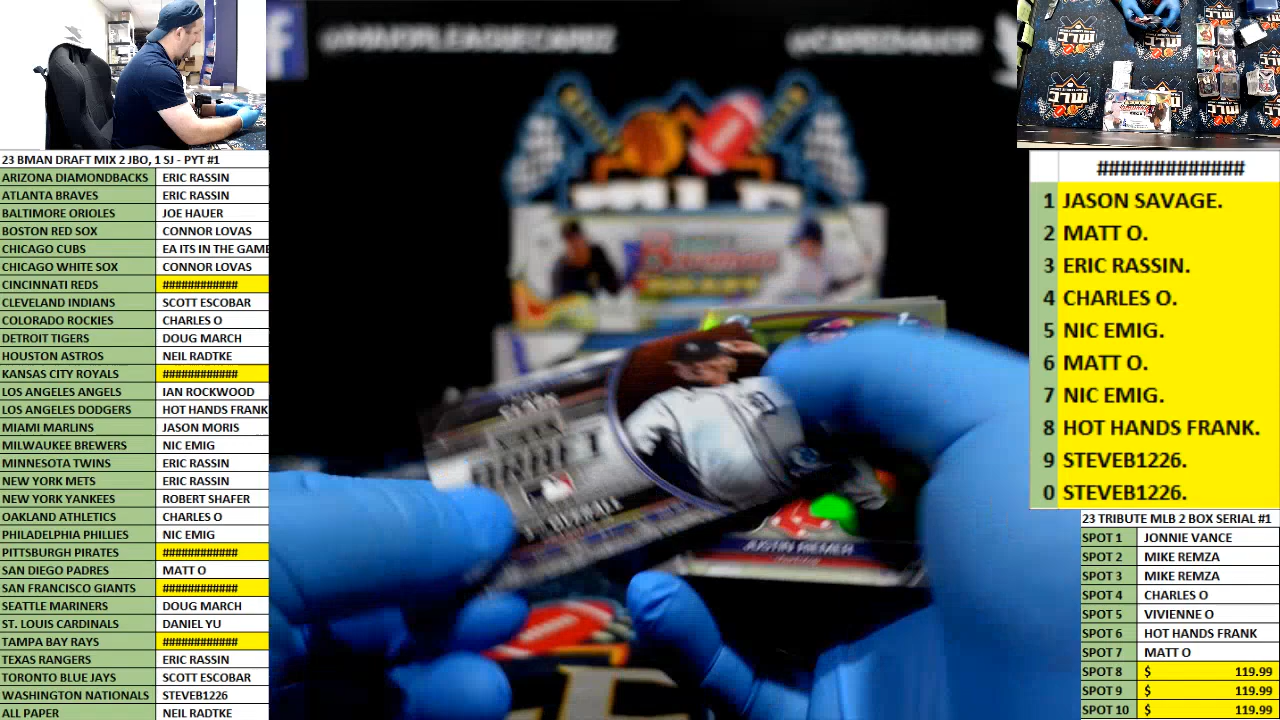 @MAJORLEAGUECARDZ
23 BMAN DRAFT MIX 2 JBO, 1 SJ - PYT #1
ARIZONA DIAMONDBACKS ERIC RASSIN
ATLANTA BRAVES ERIC RASSIN
BALTIMORE ORIOLES JOE HAUER
BOSTON RED SOX CONNOR LOVAS
CHICAGO CUBS EA ITS IN THE GAME
CHICAGO WHITE SOX CONNOR LOVAS
CINCINNATI REDS ############
CLEVELAND INDIANS SCOTT ESCOBAR
COLORADO ROCKIES CHARLES O
DETROIT TIGERS DOUG MARCH
HOUSTON ASTROS NEIL RADTKE
KANSAS CITY ROYALS ############
LOS ANGELES ANGELS IAN ROCKWOOD
LOS ANGELES DODGERS HOT HANDS FRANK
MIAMI MARLINS JASON MORIS
MILWAUKEE BREWERS NIC EMIG
MINNESOTA TWINS ERIC RASSIN
NEW YORK METS ERIC RASSIN
NEW YORK YANKEES ROBERT SHAFER
OAKLAND ATHLETICS CHARLES O
PHILADELPHIA PHILLIES NIC EMIG
PITTSBURGH PIRATES ############
SAN DIEGO PADRES MATT O
SAN FRANCISCO GIANTS ############
SEATTLE MARINERS DOUG MARCH
ST. LOUIS CARDINALS DANIEL YU
TAMPA BAY RAYS ############
TEXAS RANGERS ERIC RASSIN
TORONTO BLUE JAYS SCOTT ESCOBAR
WASHINGTON NATIONALS STEVEB1226
ALL PAPER NEIL RADTKE
Bowman
DRAFT
DRAFT
JUSTIN RIEMER
#############
1 JASON SAVAGE.
2 MATT O.
3 ERIC RASSIN.
4 CHARLES O.
5 NIC EMIG.
6 MATT O.
7 NIC EMIG.
8 HOT HANDS FRANK.
9 STEVEB1226.
0 STEVEB1226.
23 TRIBUTE MLB 2 BOX SERIAL #1
SPOT 1 JONNIE VANCE
SPOT 2 MIKE REMZA
SPOT 3 MIKE REMZA
SPOT 4 CHARLES O
SPOT 5 VIVIENNE O
SPOT 6 HOT HANDS FRANK
SPOT 7 MATT O
SPOT 8 $ 119.99
SPOT 9 $ 119.99
SPOT 10 $ 119.99